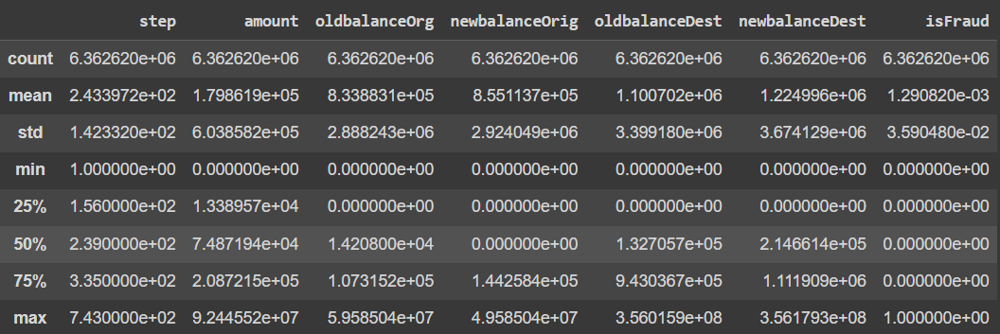 step amount oldbalanceOrg newbalanceOrig oldbalanceDest newbalanceDest isFraud
count 6.362620e+06 6.362620e+06 6.362620e+06 6.362620e+06 6.362620e+06 6.362620e+06 6.362620e+06
mean 2.433972e+02 1.798619e+05 8.338831e+05 8.551137e+05 1.100702e+06 1.224996e+06 1.290820e-03
std 1.423320e+02 6.038582e+05 2.888243e+06 2.924049e+06 3.399180e+06 3.674129e+06 3.590480e-02
min 1.000000e+00 0.000000e+00 0.000000e+00 0.000000e+00 0.000000e+00 0.000000e+00 0.000000e+00
25% 1.560000e+02 1.338957e+04 0.000000e+00 0.000000e+00 0.000000e+00 0.000000e+00 0.000000e+00
50% 2.390000e+02 7.487194e+04 1.420800e+04 0.000000e+00 1.327057e+05 2.146614e+05 0.000000e+00
75% 3.350000e+02 2.087215e+05 1.073152e+05 1.442584e+05 9.430367e+05 1.111909e+06 0.000000e+00
max 7.430000e+02 9.244552e+07 5.958504e+07 4.958504e+07 3.560159e+08 3.561793e+08 1.000000e+00